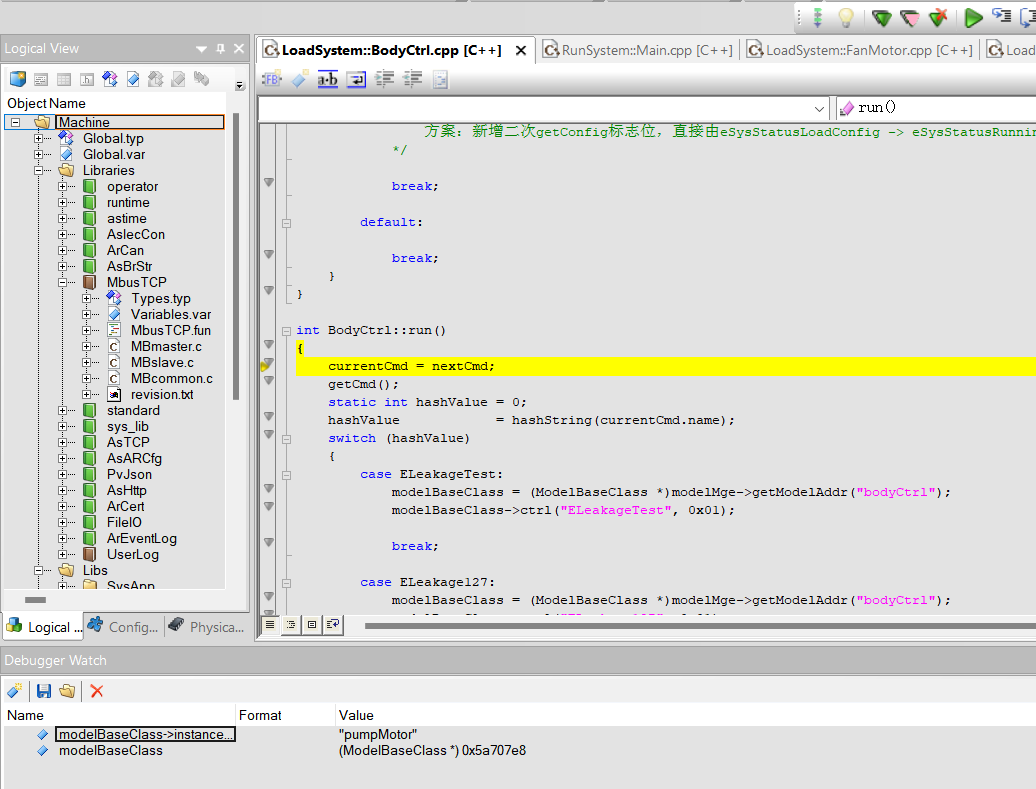 Logical View
LoadSystem::BodyCtrl.cpp [C++]
RunSystem::Main.cpp [C++]
LoadSystem::FanMotor.cpp [C++]
Load
FB
a·b
Object Name
run()
Machine
Global.typ
Global.var
Libraries
operator
runtime
astime
AsIecCon
ArCan
AsBrStr
MbusTCP
Types.typ
Variables.var
MbusTCP.fun
MBmaster.c
MBslave.c
MBcommon.c
revision.txt
standard
sys_lib
AsTCP
AsARCfg
PvJson
AsHttp
ArCert
FileIO
ArEventLog
UserLog
Libs
SysApp
方案：新增二次getConfig标志位，直接由eSysStatusLoadConfig -> eSysStatusRunnin
*/
break;
default:
break;
}
}
int BodyCtrl::run()
{
currentCmd = nextCmd;
getCmd();
static int hashValue = 0;
hashValue = hashString(currentCmd.name);
switch (hashValue)
{
case ELeakageTest:
modelBaseClass = (ModelBaseClass *)modelMge->getModelAddr("bodyCtrl");
modelBaseClass->ctrl("ELeakageTest", 0x01);
break;
case ELeakage127:
modelBaseClass = (ModelBaseClass *)modelMge->getModelAddr("bodyCtrl");
Logical ...
Config...
Physica...
Debugger Watch
Name Format Value
modelBaseClass->instance... "pumpMotor"
modelBaseClass (ModelBaseClass *) 0x5a707e8